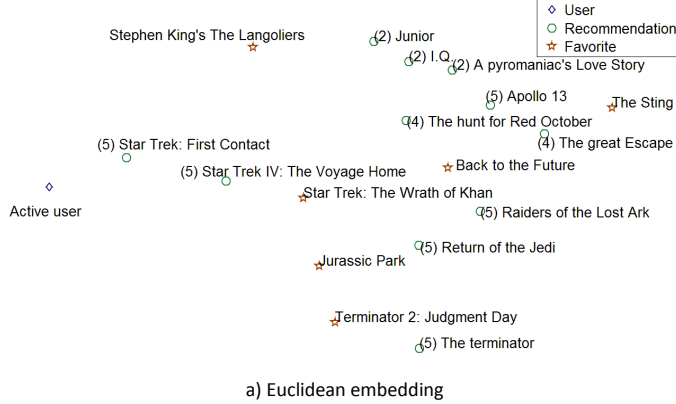 User
Recommendation
Favorite
Stephen King's The Langoliers
(2) Junior
(2) I.Q.
(2) A pyromaniac's Love Story
(5) Apollo 13
The Sting
(4) The hunt for Red October
(4) The great Escape
(5) Star Trek: First Contact
(5) Star Trek IV: The Voyage Home
Back to the Future
Star Trek: The Wrath of Khan
Active user
(5) Raiders of the Lost Ark
(5) Return of the Jedi
Jurassic Park
Terminator 2: Judgment Day
(5) The terminator
a) Euclidean embedding